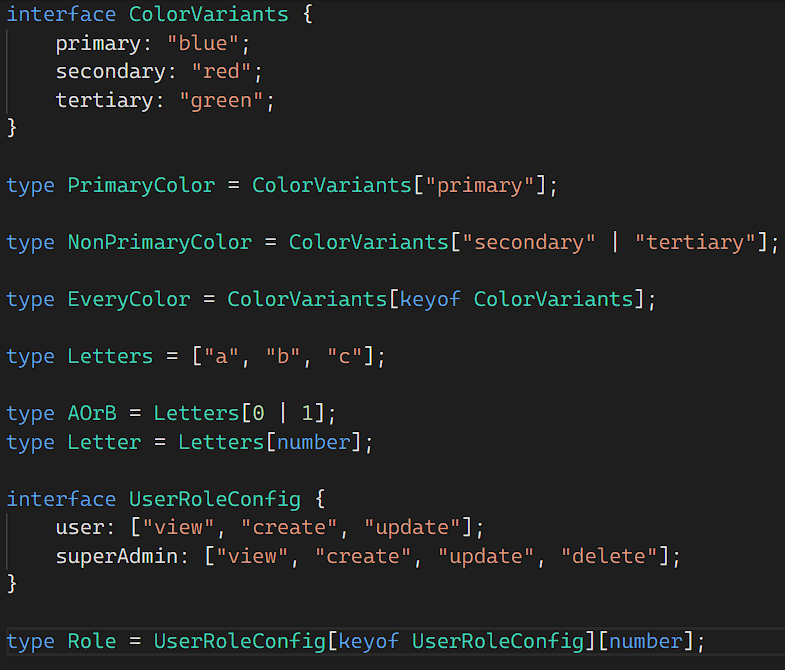 interface ColorVariants {
    primary: "blue";
    secondary: "red";
    tertiary: "green";
}
type PrimaryColor = ColorVariants["primary"];
type NonPrimaryColor = ColorVariants["secondary" | "tertiary"];
type EveryColor = ColorVariants[keyof ColorVariants];
type Letters = ["a", "b", "c"];
type AOrB = Letters[0 | 1];
type Letter = Letters[number];
interface UserRoleConfig {
    user: ["view", "create", "update"];
    superAdmin: ["view", "create", "update", "delete"];
}
type Role = UserRoleConfig[keyof UserRoleConfig][number];